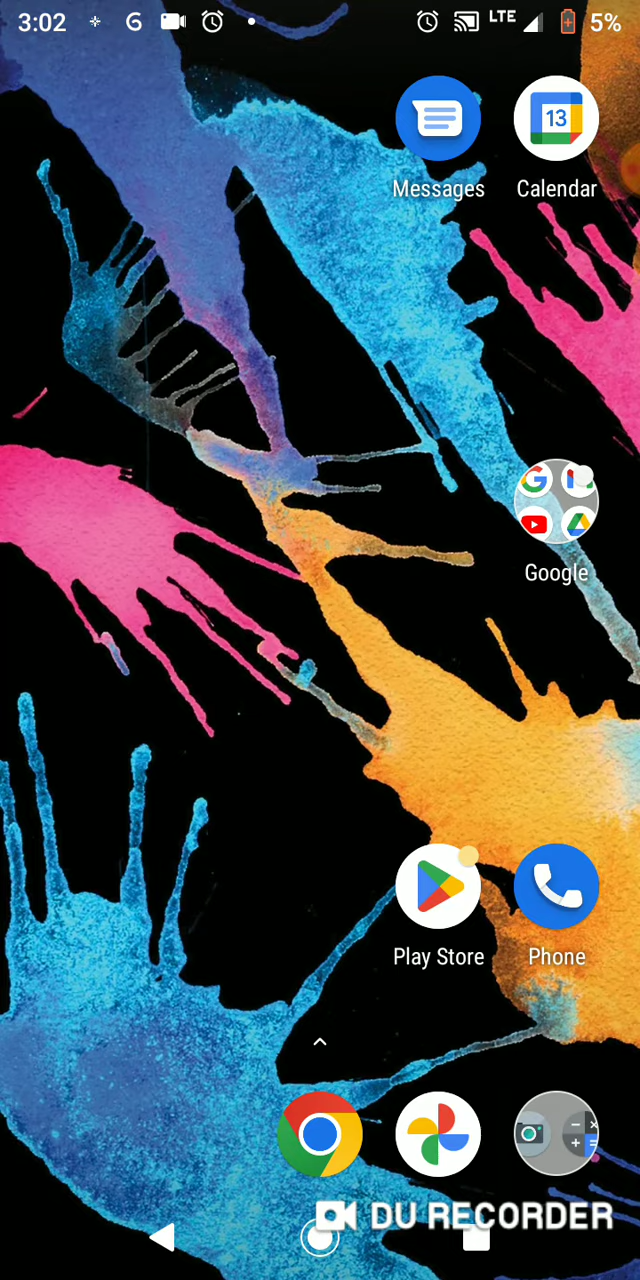 3:02 G LTE 5%
Messages
Calendar
13
Google
Play Store
Phone
DU RECORDER